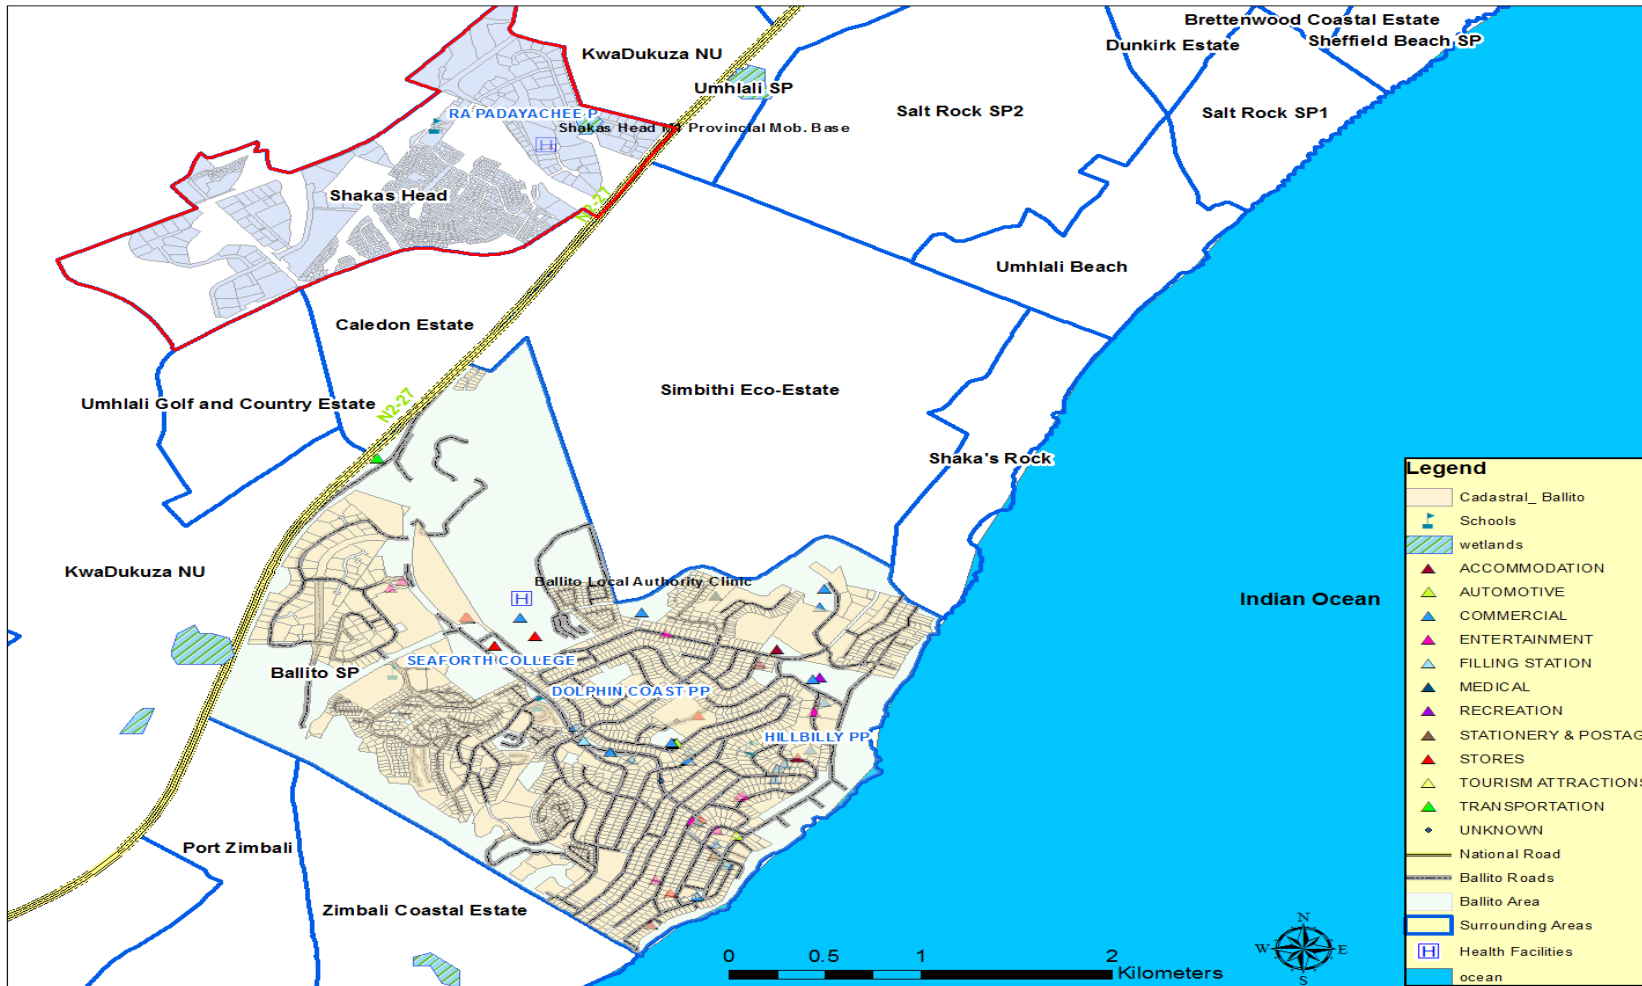 Brettenwood Coastal Estate
Dunkirk Estate
Sheffield Beach SP
KwaDukuza NU
Umhlali SP
Salt Rock SP2
Salt Rock SP1
RA PADAYACHEE P
Provincial Mob. Base
Shakas Head
Shakas Head
N2-27
Umhlali Beach
Caledon Estate
Simbithi Eco-Estate
Umhlali Golf and Country Estate
N2-27
Shaka's Rock
KwaDukuza NU
Ballito Local Authority Clinic
Indian Ocean
SEAFORTH COLLEGE
Ballito SP
DOLPHIN COAST PP
HILLBILLY PP
Port Zimbali
Zimbali Coastal Estate
0 0.5 1 2
Kilometers
N
W E
S
Legend
Cadastral_ Ballito
Schools
wetlands
ACCOMMODATION
AUTOMOTIVE
COMMERCIAL
ENTERTAINMENT
FILLING STATION
MEDICAL
RECREATION
STATIONERY & POSTAG
STORES
TOURISM ATTRACTIONS
TRANSPORTATION
UNKNOWN
National Road
Ballito Roads
Ballito Area
Surrounding Areas
H Health Facilities
ocean